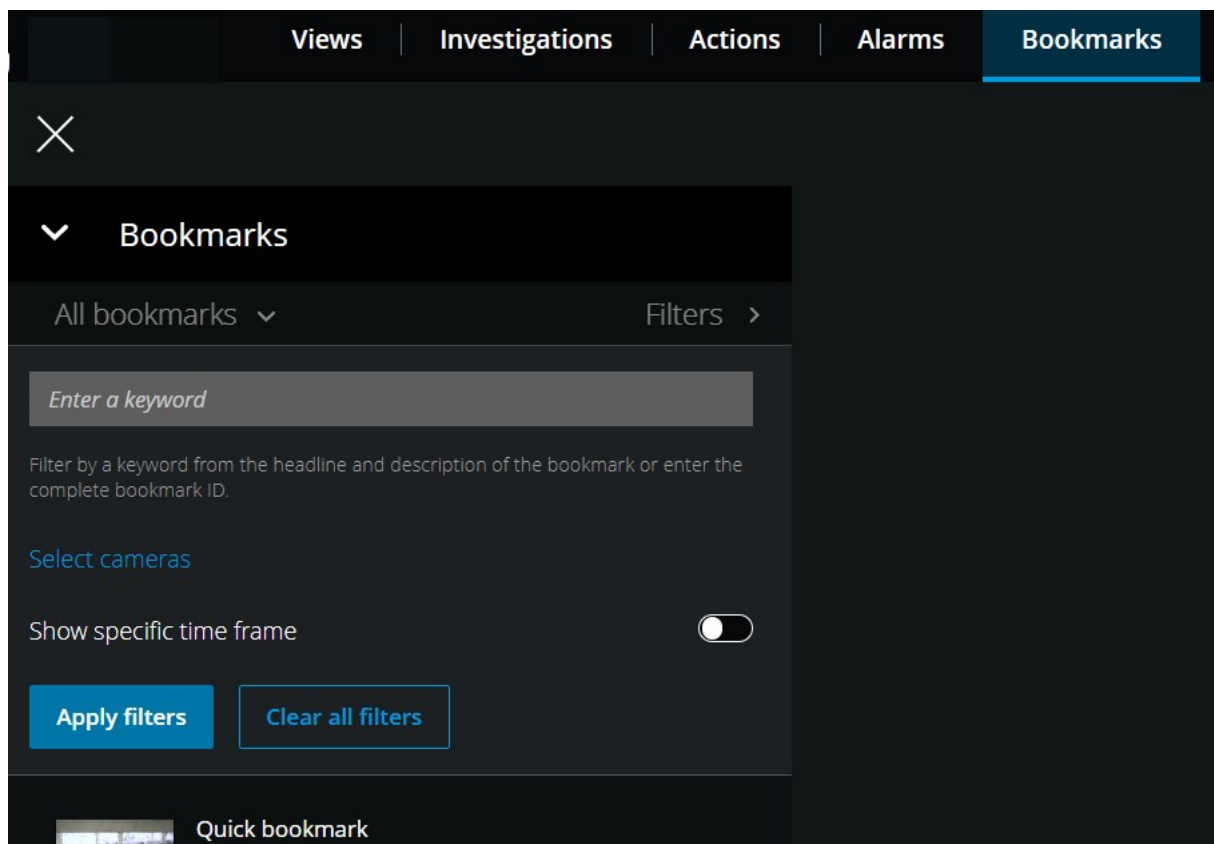 Views Investigations Actions Alarms Bookmarks
Bookmarks
All bookmarks Filters
Enter a keyword
Filter by a keyword from the headline and description of the bookmark or enter the
complete bookmark ID.
Select cameras
Show specific time frame
Apply filters Clear all filters
Quick bookmark